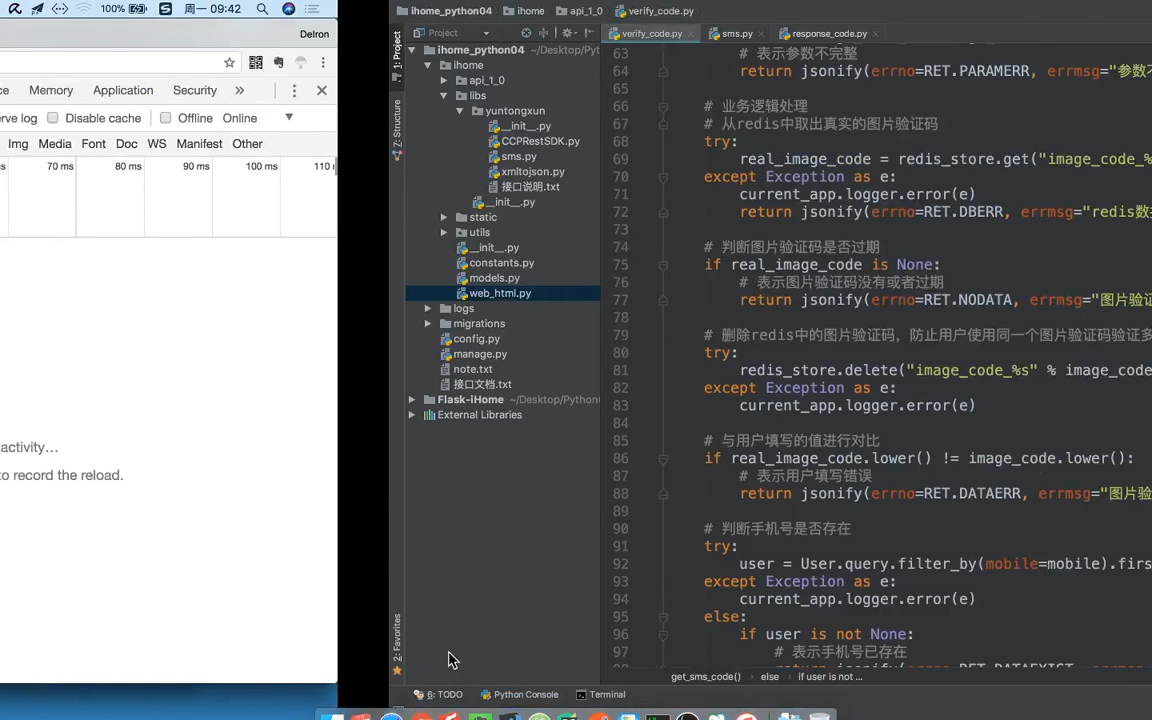 100%
周一 09:42
Delron
Memory Application Security »
rve log Disable cache Offline Online
Img Media Font Doc WS Manifest Other
70 ms 80 ms 90 ms 100 ms 110
activity…
to record the reload.
ihome_python04 ihome api_1_0 verify_code.py
Project
verify_code.py sms.py response_code.py
1: Project
Z: Structure
2: Favorites
ihome_python04 ~/Desktop/Pyt
ihome
api_1_0
libs
yuntongxun
__init__.py
CCPRestSDK.py
sms.py
xmltojson.py
接口说明.txt
__init__.py
static
utils
__init__.py
constants.py
models.py
web_html.py
logs
migrations
config.py
manage.py
note.txt
接口文档.txt
Flask-iHome ~/Desktop/Python
External Libraries
63 # 表示参数不完整
64 return jsonify(errno=RET.PARAMERR, errmsg="参数不
65
66 # 业务逻辑处理
67 # 从redis中取出真实的图片验证码
68 try:
69 real_image_code = redis_store.get("image_code_%
70 except Exception as e:
71 current_app.logger.error(e)
72 return jsonify(errno=RET.DBERR, errmsg="redis数
73
74 # 判断图片验证码是否过期
75 if real_image_code is None:
76 # 表示图片验证码没有或者过期
77 return jsonify(errno=RET.NODATA, errmsg="图片验
78
79 # 删除redis中的图片验证码，防止用户使用同一个图片验证码验证多
80 try:
81 redis_store.delete("image_code_%s" % image_code
82 except Exception as e:
83 current_app.logger.error(e)
84
85 # 与用户填写的值进行对比
86 if real_image_code.lower() != image_code.lower():
87 # 表示用户填写错误
88 return jsonify(errno=RET.DATAERR, errmsg="图片验
89
90 # 判断手机号是否存在
91 try:
92 user = User.query.filter_by(mobile=mobile).firs
93 except Exception as e:
94 current_app.logger.error(e)
95 else:
96 if user is not None:
97 # 表示手机号已存在
return jsonify(errno=RET.DATAEXIST,
get_sms_code() else if user is not ...
6: TODO Python Console Terminal